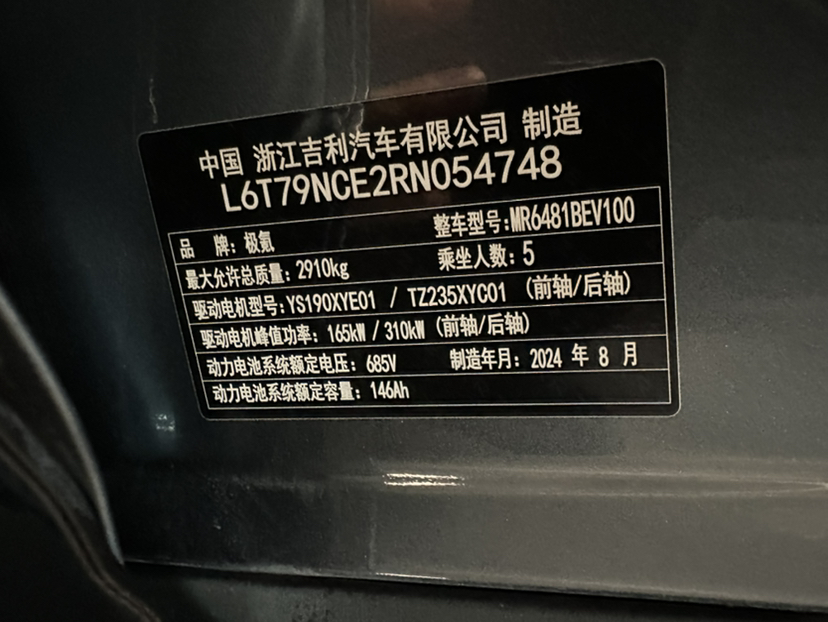 中国 浙江吉利汽车有限公司 制造
L6T79NCE2RN054748
品 牌：极氪 整车型号：MR6481BEV100
最大允许总质量：2910kg 乘坐人数：5
驱动电机型号：YS190XYE01 / TZ235XYC01 (前轴/后轴)
驱动电机峰值功率：165kW / 310kW (前轴/后轴)
动力电池系统额定电压：685V 制造年月：2024 年 8 月
动力电池系统额定容量：146Ah